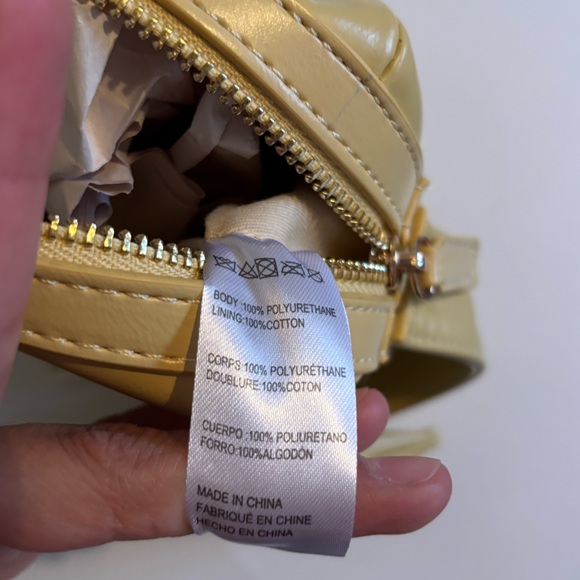 BODY :100% POLYURETHANE
LINING:100%COTTON
CORPS:100% POLYURÉTHANE
DOUBLURE:100%COTON
CUERPO :100% POLIURETANO
FORRO:100%ALGODÓN
MADE IN CHINA
FABRIQUÉ EN CHINE
HECHO EN CHINA